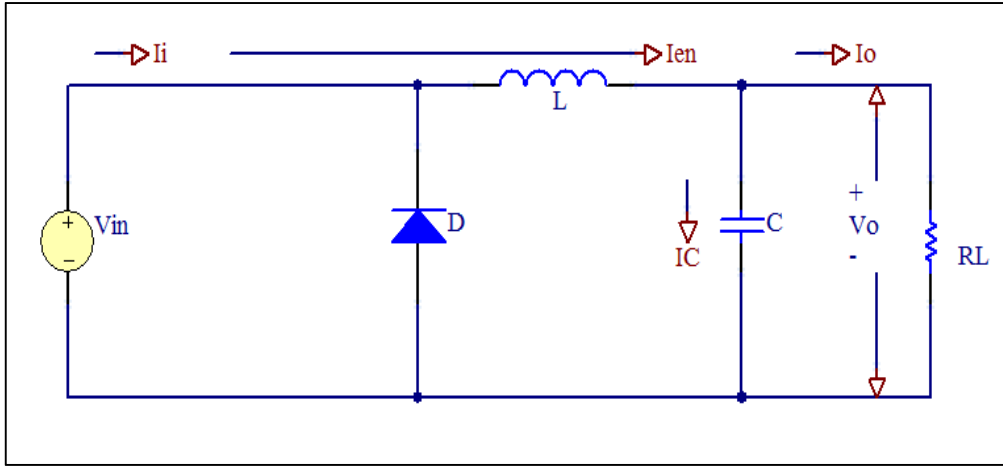 Ii
Ien
Io
L
+
Vin
-
D
IC
C
+
Vo
-
RL